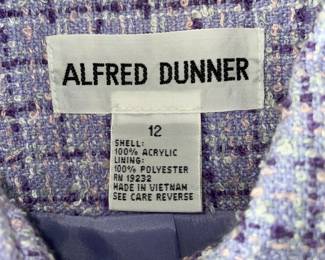 ALFRED DUNNER
12
SHELL:
100% ACRYLIC
LINING:
100% POLYESTER
RN 19232
MADE IN VIETNAM
SEE CARE REVERSE